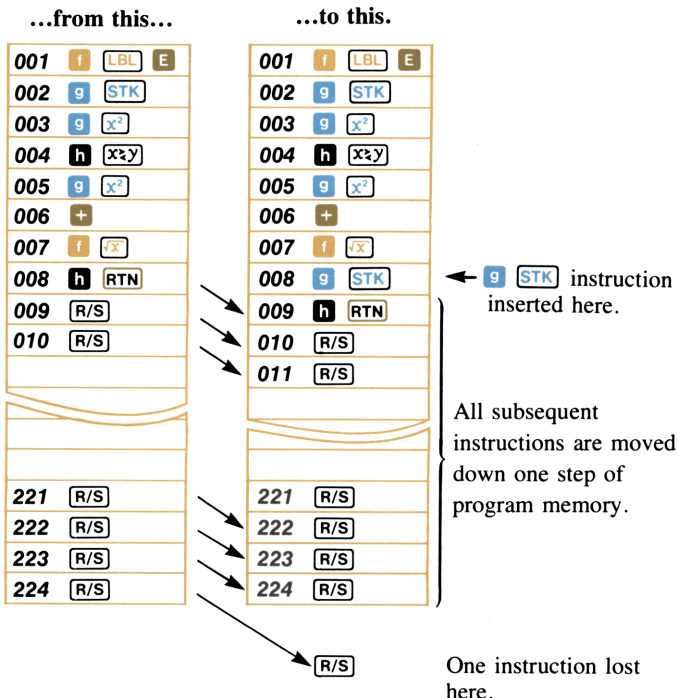 ...from this...
...to this.
001 f LBL E
002 g STK
003 g x²
004 h x≷y
005 g x²
006 +
007 f √x
008 h RTN
009 R/S
010 R/S
221 R/S
222 R/S
223 R/S
224 R/S
001 f LBL E
002 g STK
003 g x²
004 h x≷y
005 g x²
006 +
007 f √x
008 g STK
009 h RTN
010 R/S
011 R/S
221 R/S
222 R/S
223 R/S
224 R/S
R/S
g STK instruction
inserted here.
All subsequent
instructions are moved
down one step of
program memory.
One instruction lost
here.